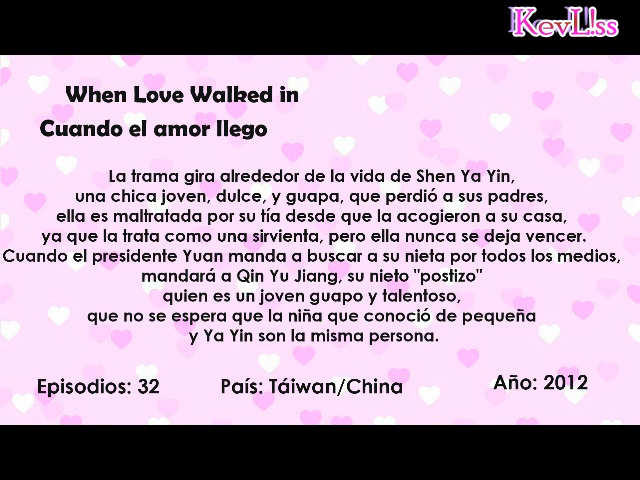 KevL!ss
When Love Walked in
Cuando el amor llego
La trama gira alrededor de la vida de Shen Ya Yin,
una chica joven, dulce, y guapa, que perdió a sus padres,
ella es maltratada por su tía desde que la acogieron a su casa,
ya que la trata como una sirvienta, pero ella nunca se deja vencer.
Cuando el presidente Yuan manda a buscar a su nieta por todos los medios,
mandará a Qin Yu Jiang, su nieto "postizo"
quien es un joven guapo y talentoso,
que no se espera que la niña que conoció de pequeña
y Ya Yin son la misma persona.
Episodios: 32 País: Táiwan/China Año: 2012